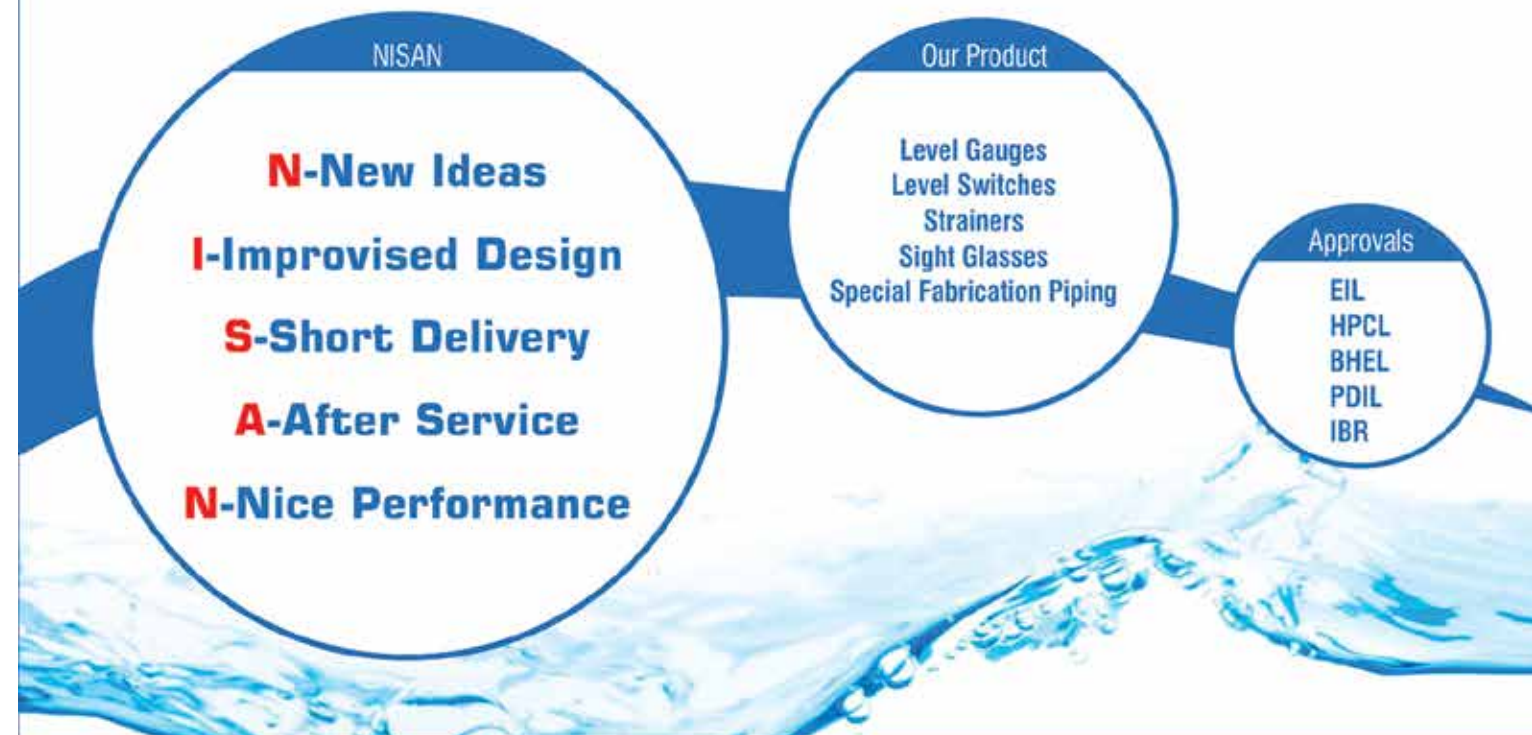 NISAN
N-New Ideas
I-Improvised Design
S-Short Delivery
A-After Service
N-Nice Performance
Our Product
Level Gauges
Level Switches
Strainers
Sight Glasses
Special Fabrication Piping
Approvals
EIL
HPCL
BHEL
PDIL
IBR